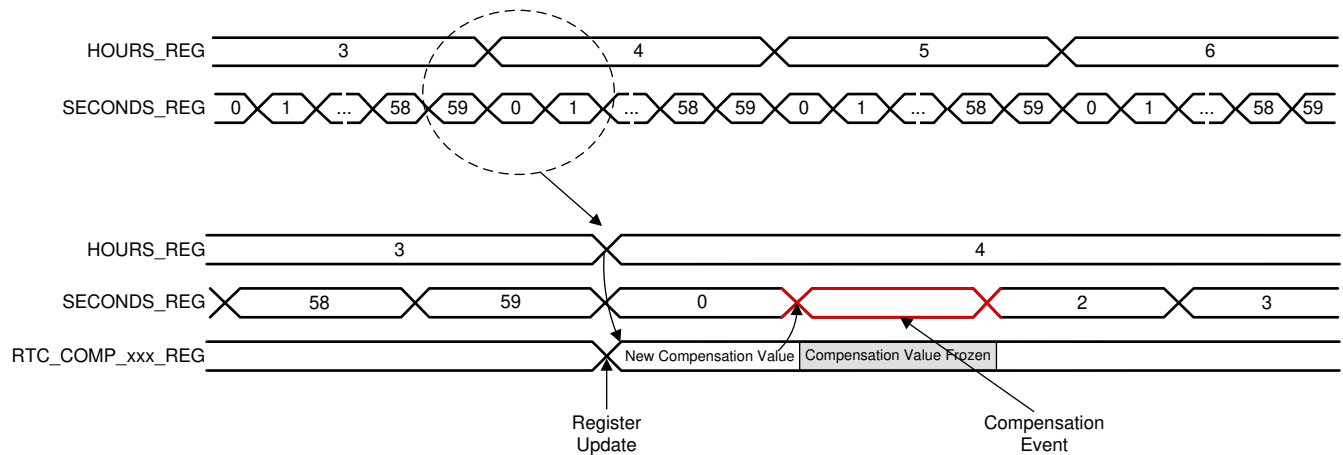 HOURS_REG 3 4 5 6
SECONDS_REG 0 1 ... 58 59 0 1 ... 58 59 0 1 ... 58 59 0 1 ... 58 59
HOURS_REG 3 4
SECONDS_REG 58 59 0 2 3
RTC_COMP_xxx_REG New Compensation Value Compensation Value Frozen
Register Compensation
Update Event